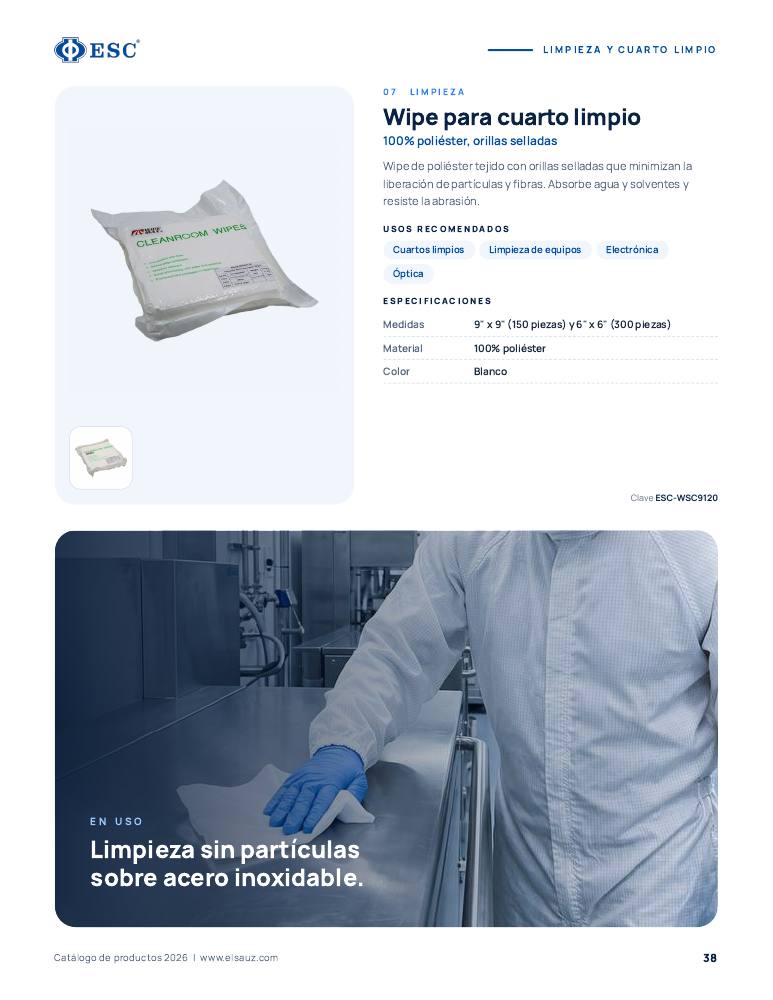 ESC
LIMPIEZA Y CUARTO LIMPIO
07 LIMPIEZA
Wipe para cuarto limpio
100% poliéster, orillas selladas
Wipe de poliéster tejido con orillas selladas que minimizan la
liberación de partículas y fibras. Absorbe agua y solventes y
resiste la abrasión.
USOS RECOMENDADOS
Cuartos limpios Limpieza de equipos Electrónica
Óptica
ESPECIFICACIONES
Medidas 9" x 9" (150 piezas) y 6" x 6" (300 piezas)
Material 100% poliéster
Color Blanco
CLEANROOM WIPES
Clave ESC-WSC9120
EN USO
Limpieza sin partículas
sobre acero inoxidable.
Catálogo de productos 2026 | www.elsauz.com
38